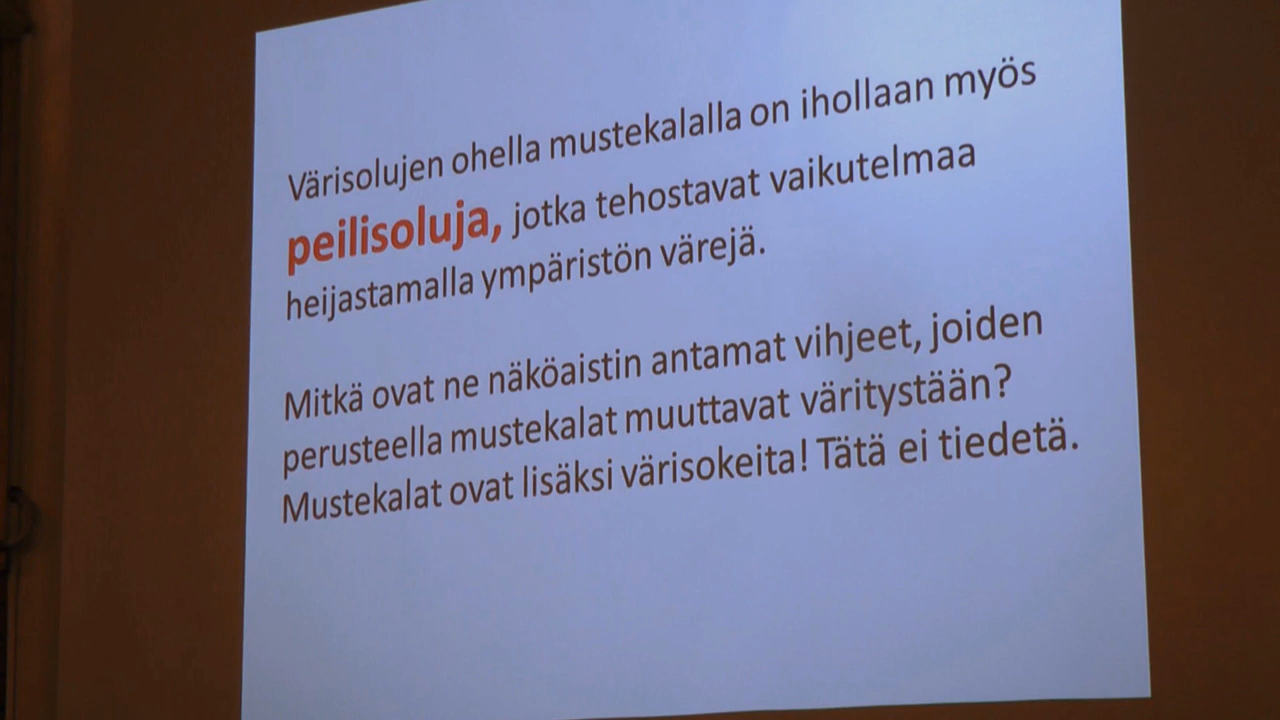 Värisolujen ohella mustekalalla on ihollaan myös
peilisoluja, jotka tehostavat vaikutelmaa
heijastamalla ympäristön värejä.
Mitkä ovat ne näköaistin antamat vihjeet, joiden
perusteella mustekalat muuttavat väritystään?
Mustekalat ovat lisäksi värisokeita! Tätä ei tiedetä.